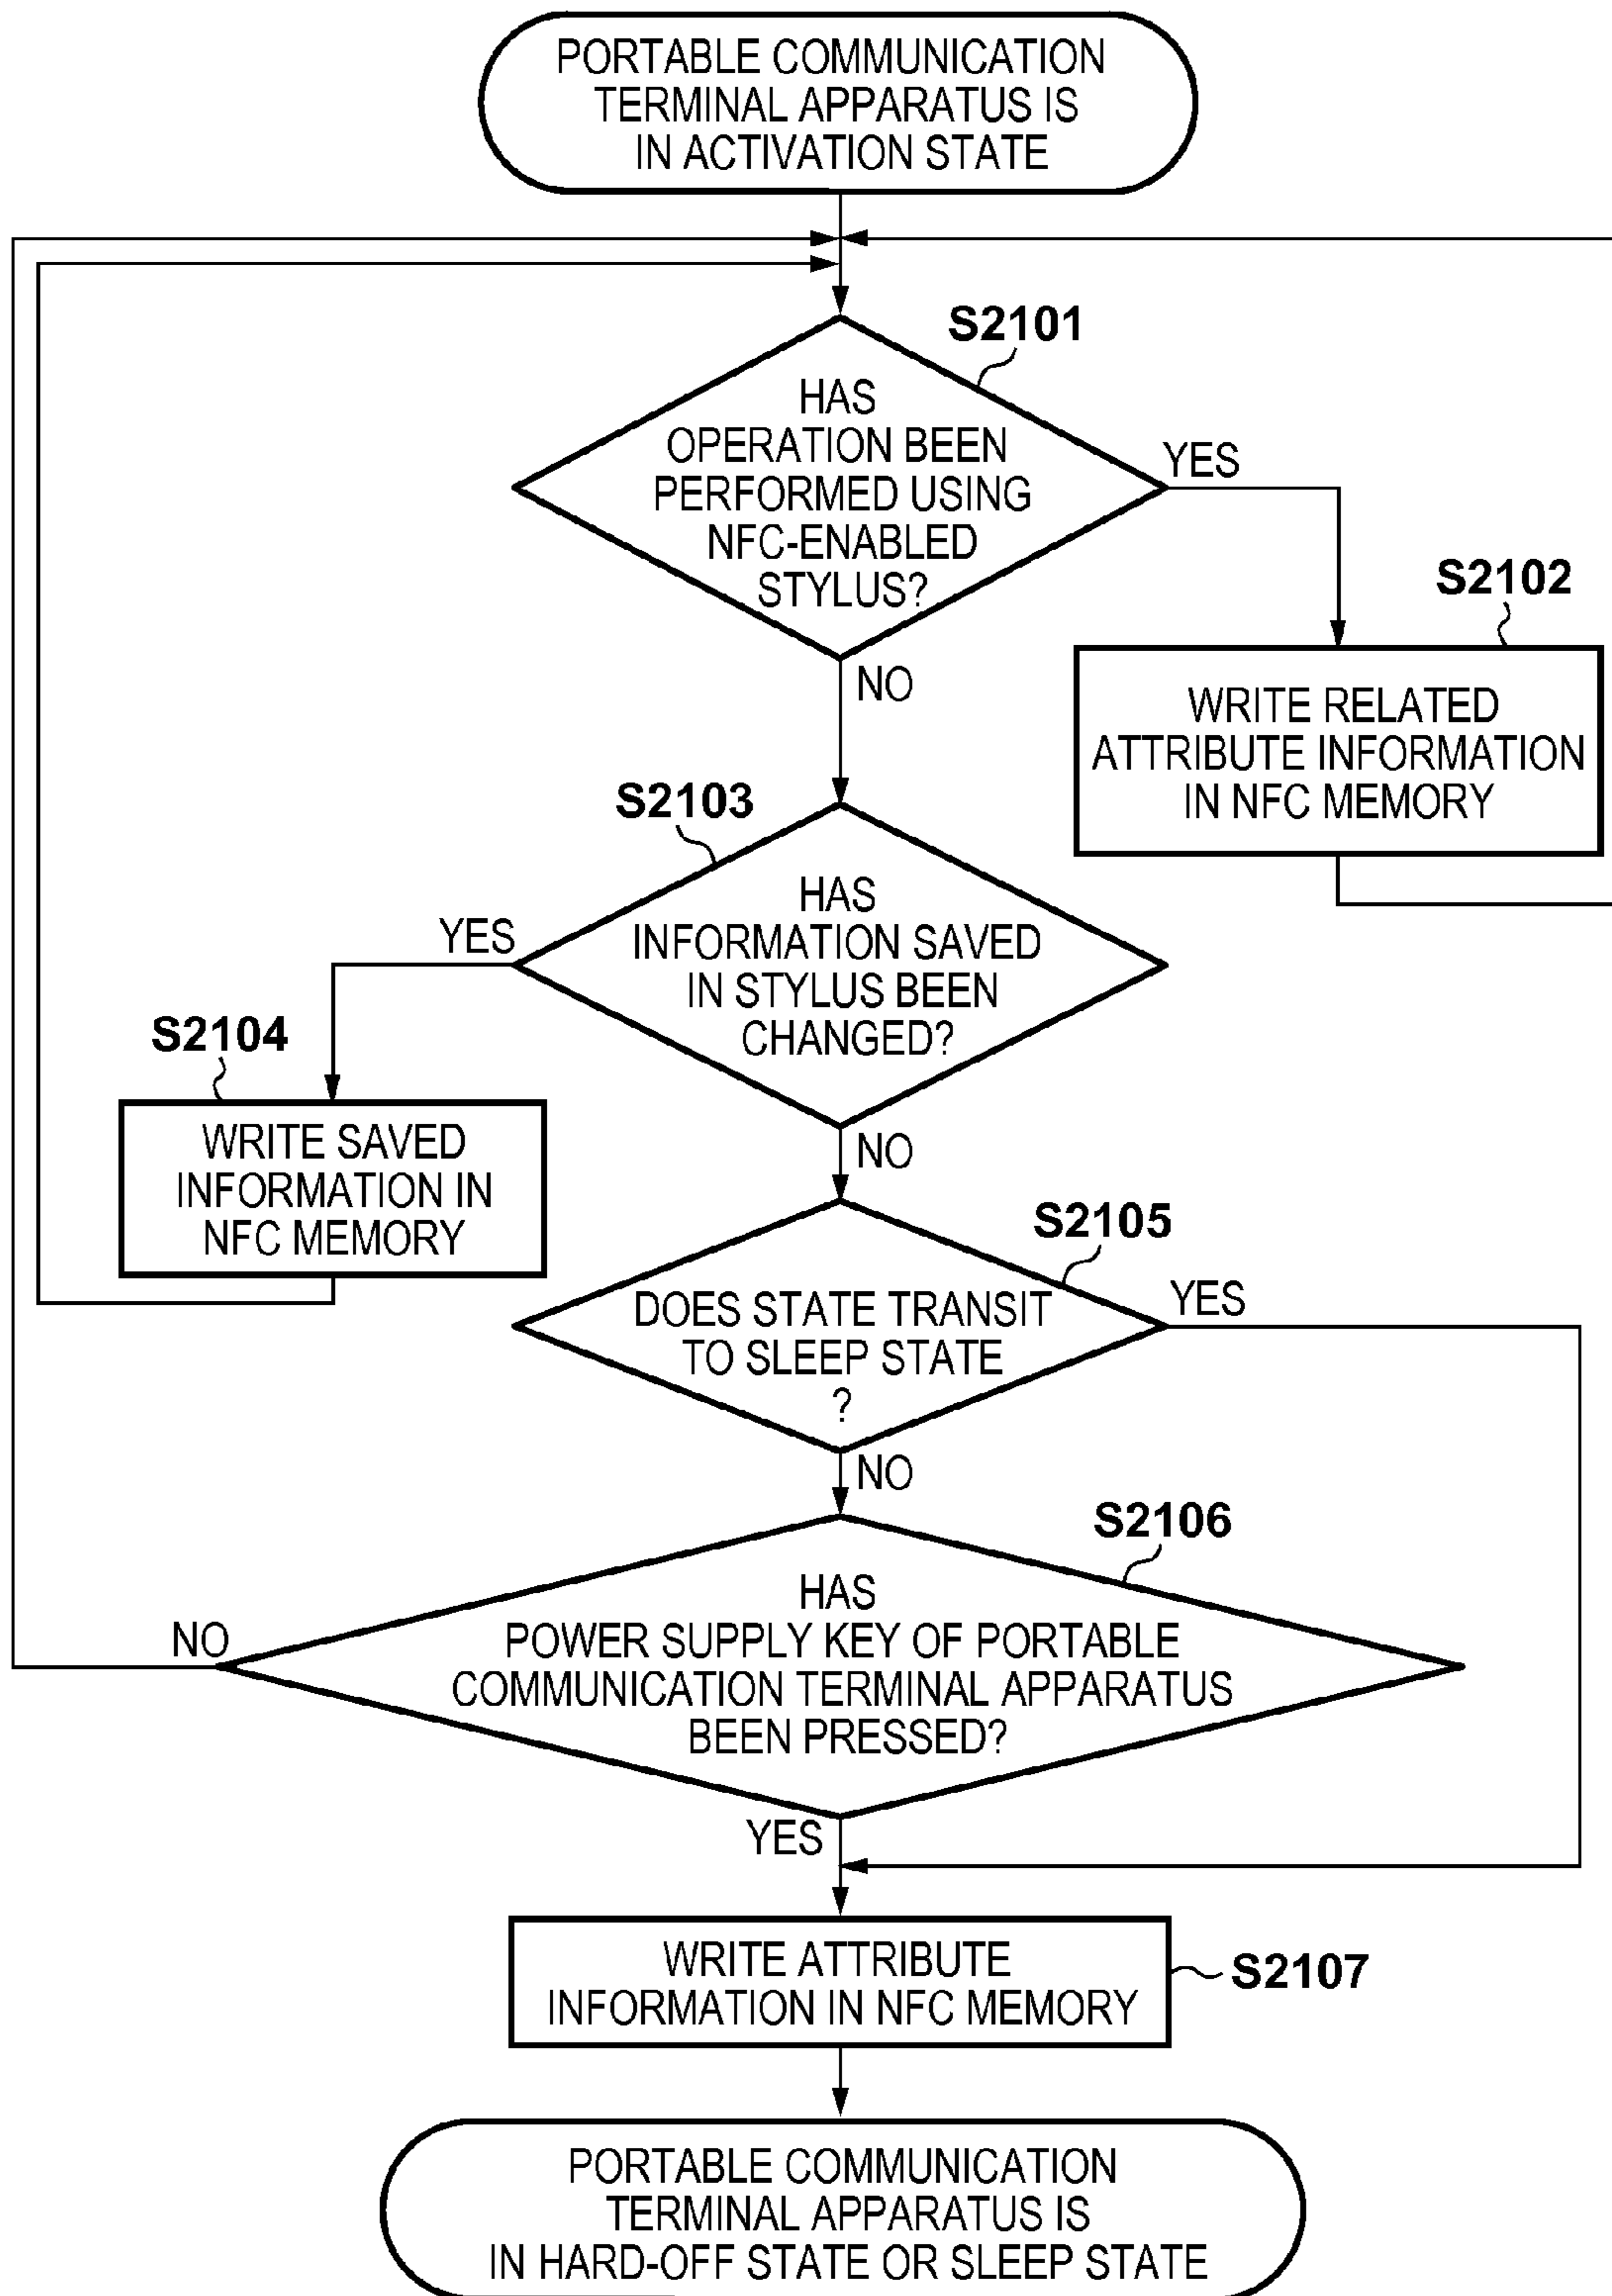 PORTABLE COMMUNICATION
TERMINAL APPARATUS IS
IN ACTIVATION STATE
S2101
HAS
OPERATION BEEN
PERFORMED USING
NFC-ENABLED
STYLUS?
YES
NO
S2102
WRITE RELATED
ATTRIBUTE INFORMATION
IN NFC MEMORY
S2103
HAS
INFORMATION SAVED
IN STYLUS BEEN
CHANGED?
YES
NO
S2104
WRITE SAVED
INFORMATION IN
NFC MEMORY
S2105
DOES STATE TRANSIT
TO SLEEP STATE
?
YES
NO
S2106
HAS
POWER SUPPLY KEY OF PORTABLE
COMMUNICATION TERMINAL APPARATUS
BEEN PRESSED?
NO
YES
WRITE ATTRIBUTE
INFORMATION IN NFC MEMORY
S2107
PORTABLE COMMUNICATION
TERMINAL APPARATUS IS
IN HARD-OFF STATE OR SLEEP STATE